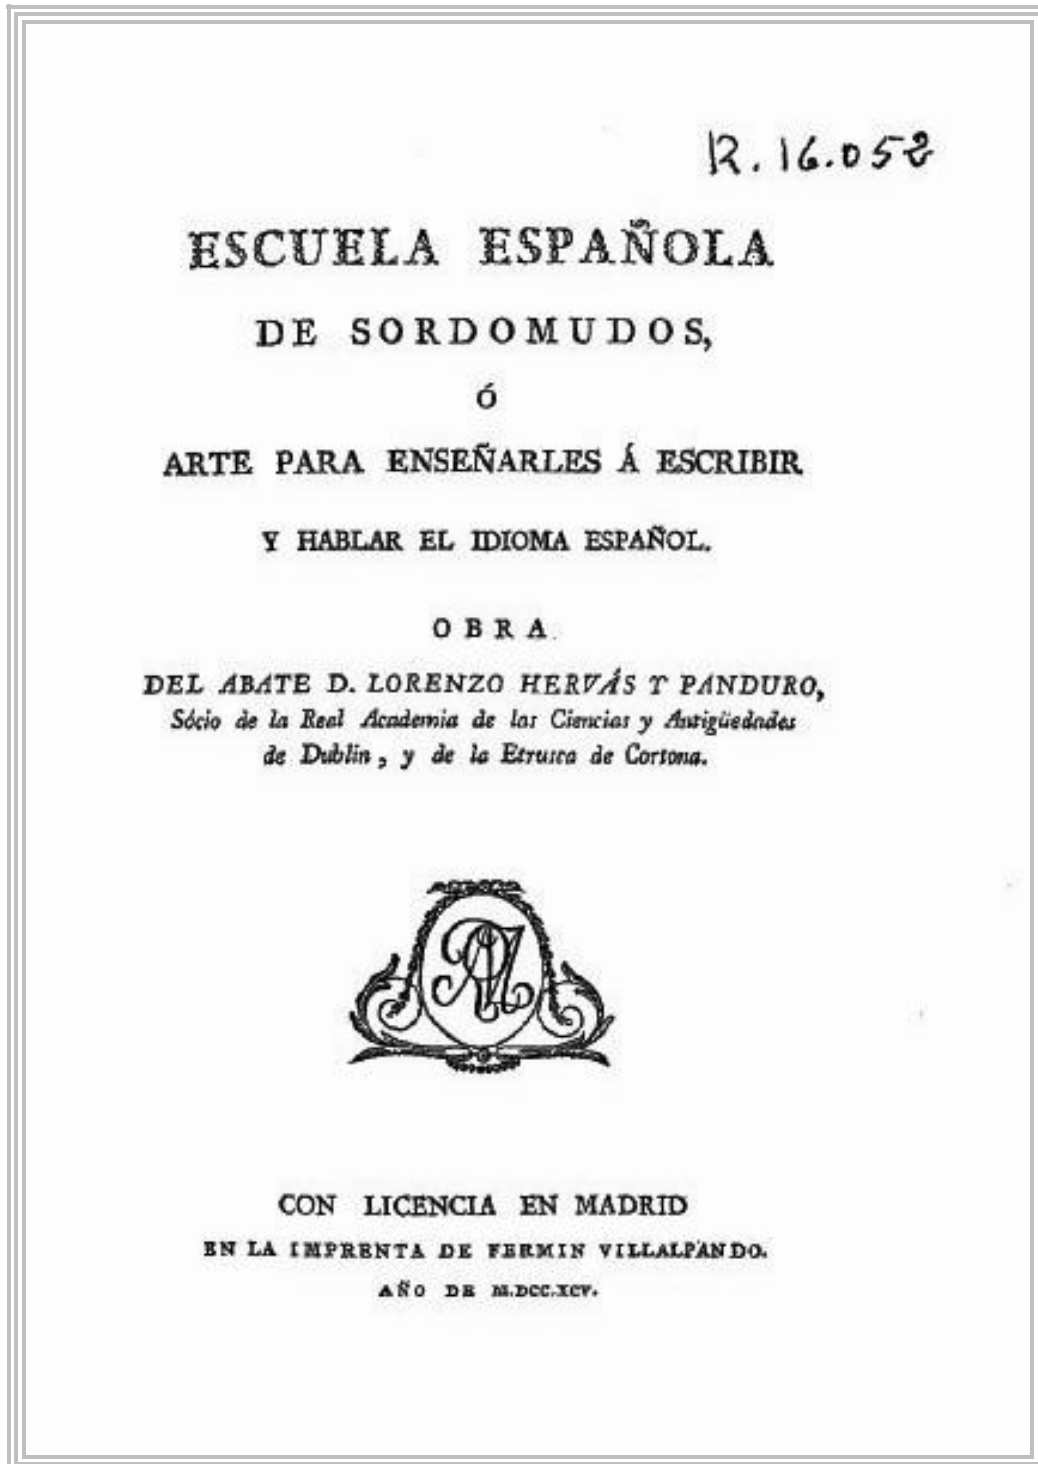 R. 16.052
ESCUELA ESPAÑOLA
DE SORDOMUDOS,
Ó
ARTE PARA ENSEÑARLES Á ESCRIBIR
Y HABLAR EL IDIOMA ESPAÑOL.
OBRA
DEL ABATE D. LORENZO HERVÁS Y PANDURO,
Sócio de la Real Academia de las Ciencias y Antigüedades
de Dublin, y de la Etrusca de Cortona.
CON LICENCIA EN MADRID
EN LA IMPRENTA DE FERMIN VILLALPANDO.
AÑO DE M.DCC.XCV.